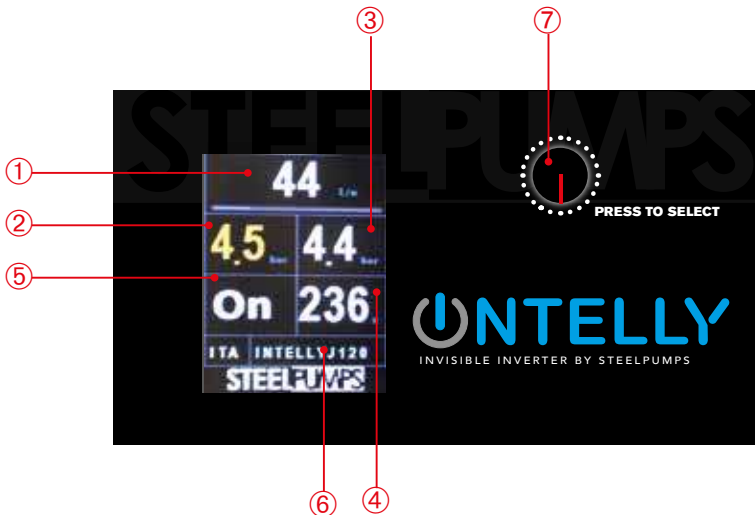 ③
⑦
STEELPUMPS
①
44 l/m
②
4.5 bar
4.4 bar
PRESS TO SELECT
⑤
On
236
INTELLY
ITA INTELLYJ120
INVISIBLE INVERTER BY STEELPUMPS
STEELPUMPS
⑥
④